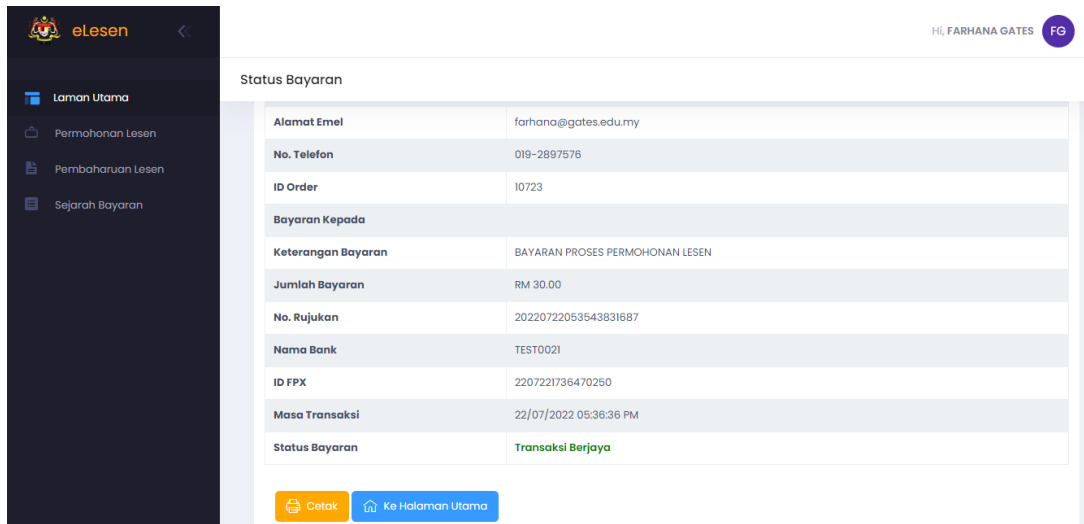 eLesen
Hi, FARHANA GATES FG
Status Bayaran
Laman Utama
Permohonan Lesen
Pembaharuan Lesen
Sejarah Bayaran
Alamat Emel farhana@gates.edu.my
No. Telefon 019-2897576
ID Order 10723
Bayaran Kepada
Keterangan Bayaran BAYARAN PROSES PERMOHONAN LESEN
Jumlah Bayaran RM 30.00
No. Rujukan 20220722053543831687
Nama Bank TEST0021
ID FPX 2207221736470250
Masa Transaksi 22/07/2022 05:36:36 PM
Status Bayaran Transaksi Berjaya
Cetak Ke Halaman Utama